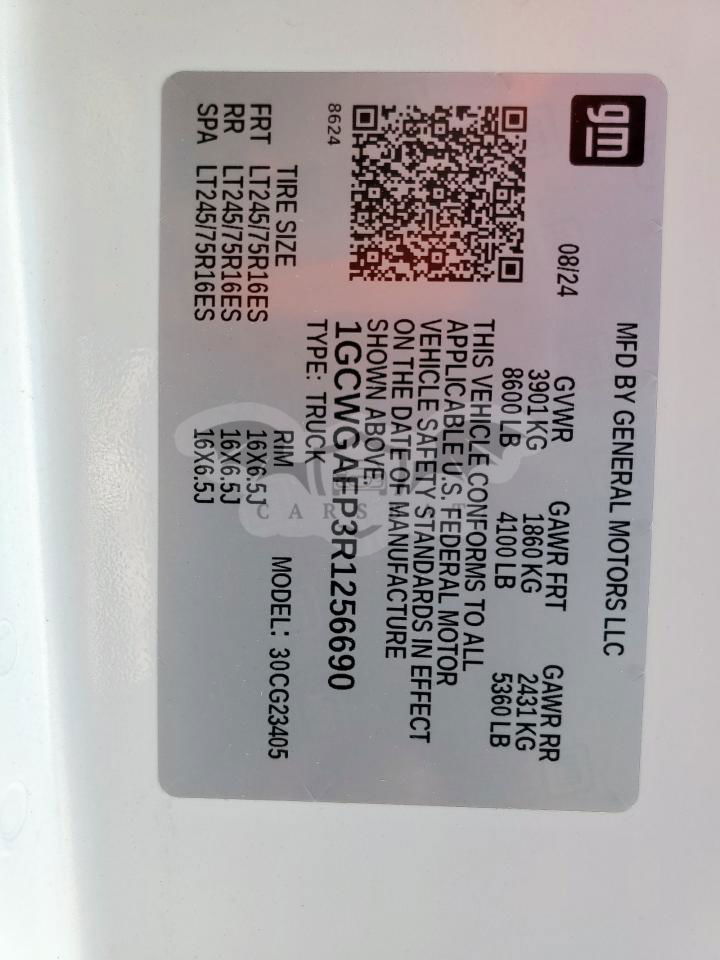 gm
MFD BY GENERAL MOTORS LLC
08/24
GVWR GAWR FRT GAWR RR
3901 KG 1860 KG 2431 KG
8600 LB 4100 LB 5360 LB
THIS VEHICLE CONFORMS TO ALL
APPLICABLE U.S. FEDERAL MOTOR
VEHICLE SAFETY STANDARDS IN EFFECT
ON THE DATE OF MANUFACTURE
SHOWN ABOVE.
1GCWGAFP3R1256690
TYPE: TRUCK
8624
TIRE SIZE RIM MODEL: 30CG23405
FRT LT245/75R16ES 16X6.5J
RR LT245/75R16ES 16X6.5J
SPA LT245/75R16ES 16X6.5J